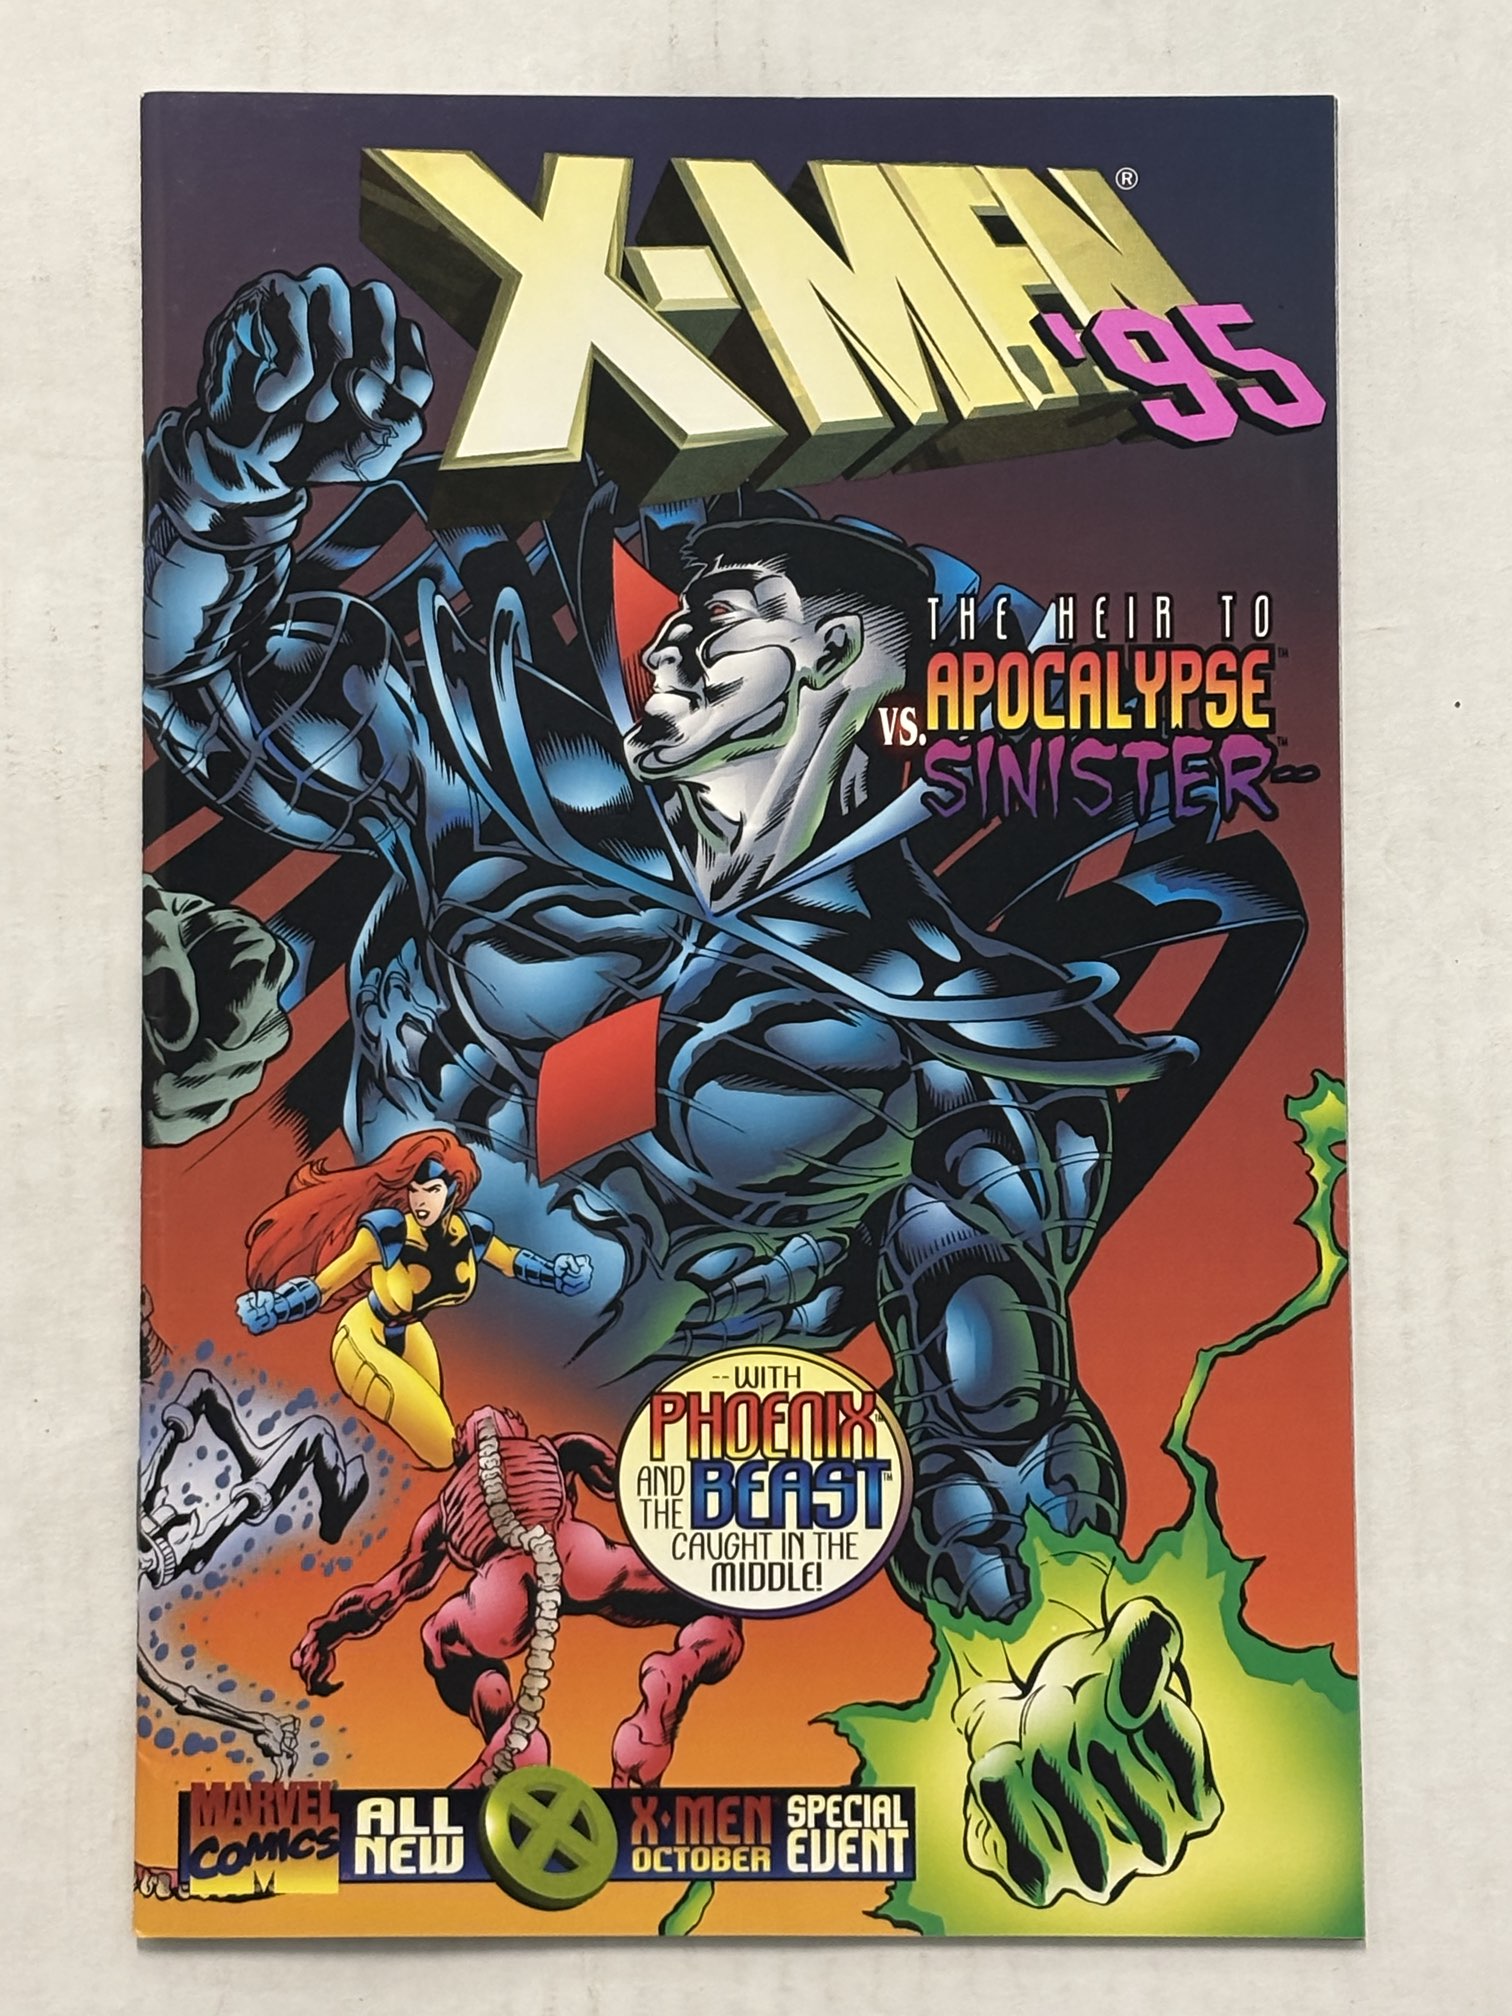 X-MEN ®
'95
THE HEIR TO
APOCALYPSE™
VS. SINISTER™--
--WITH
PHOENIX™
AND THE BEAST™
CAUGHT IN THE
MIDDLE!
MARVEL COMICS
ALL NEW
X-MEN®
OCTOBER
SPECIAL EVENT